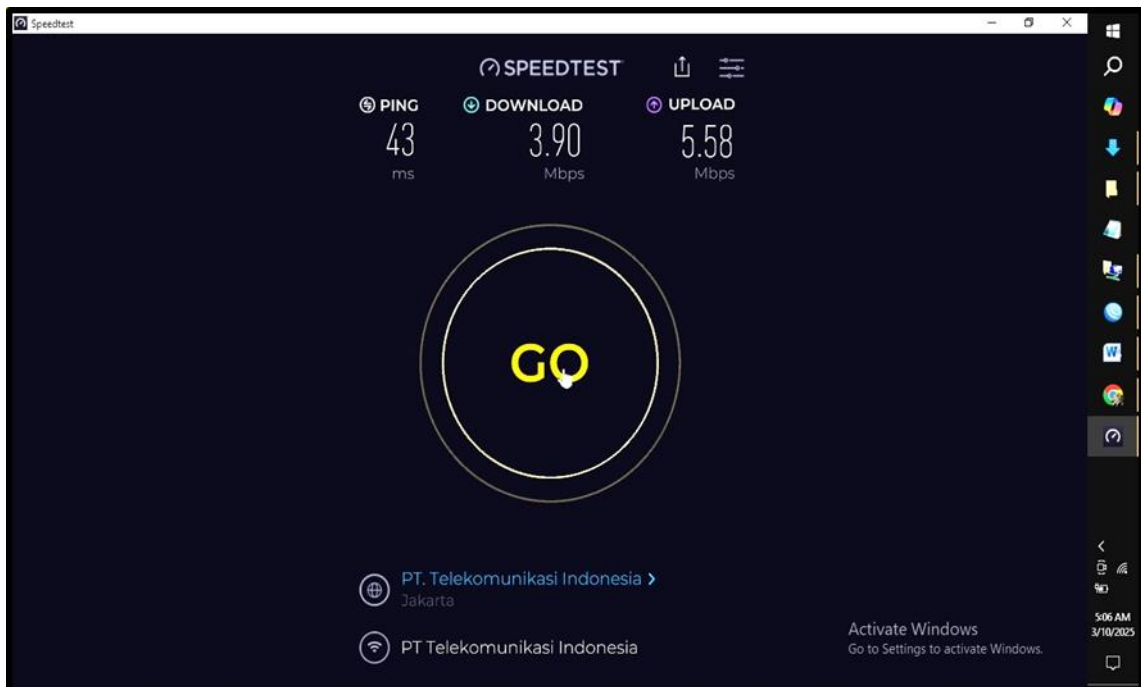 Speedtest
SPEEDTEST
PING DOWNLOAD UPLOAD
43 3.90 5.58
ms Mbps Mbps
GO
PT. Telekomunikasi Indonesia
Jakarta
PT Telekomunikasi Indonesia
Activate Windows
Go to Settings to activate Windows.
W
5:06 AM
3/10/2025